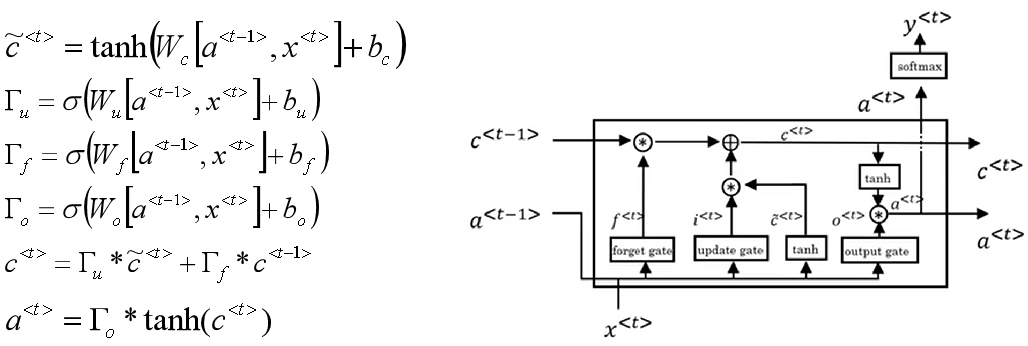 c̃^<t> = tanh(W_c[a^<t-1>, x^<t>] + b_c)
Γ_u = σ(W_u[a^<t-1>, x^<t>] + b_u)
Γ_f = σ(W_f[a^<t-1>, x^<t>] + b_f)
Γ_o = σ(W_o[a^<t-1>, x^<t>] + b_o)
c^<t> = Γ_u * c̃^<t> + Γ_f * c^<t-1>
a^<t> = Γ_o * tanh(c^<t>)
y^<t>
softmax
a^<t>
c^<t-1>
*
⊕
c^<t>
c^<t>
tanh
*
a^<t-1>
f^<t>
i^<t>
c̃^<t>
o^<t>
*
a^<t>
a^<t>
forget gate
update gate
tanh
output gate
x^<t>